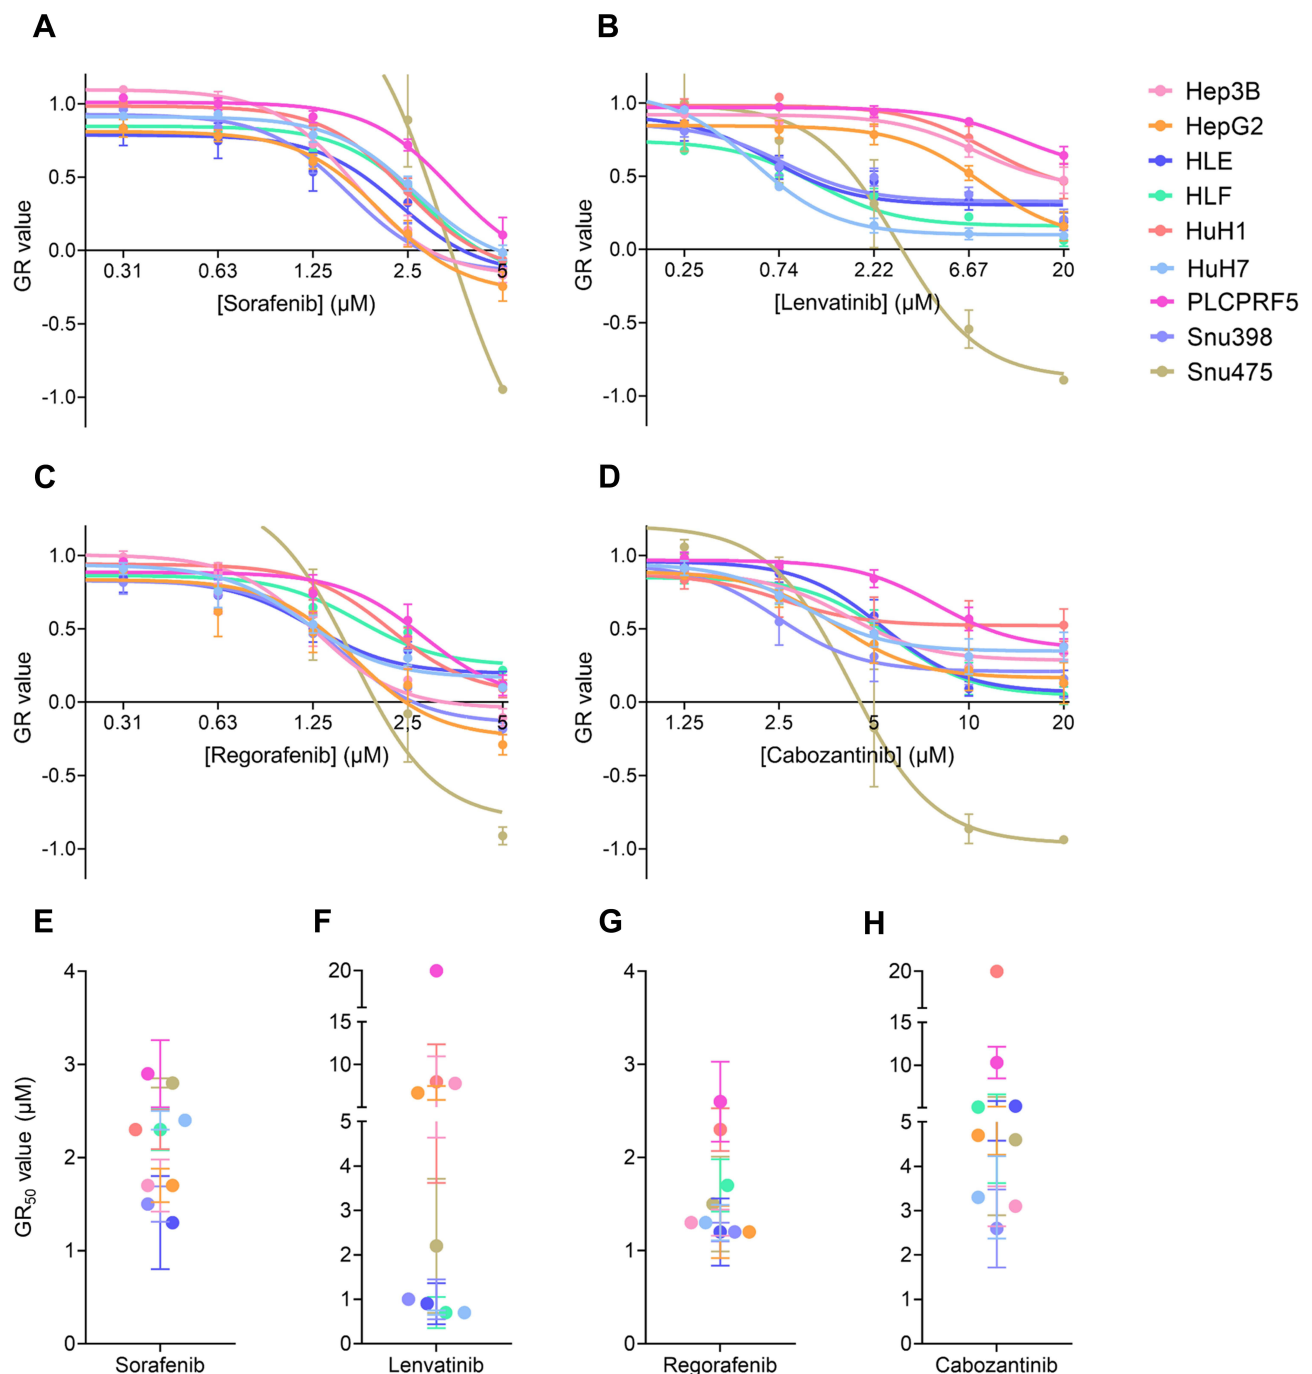 A
B
1.0
0.5
0.0
-0.5
-1.0
GR value
0.31 0.63 1.25 2.5 5
[Sorafenib] (µM)
1.0
0.5
0.0
-0.5
-1.0
GR value
0.25 0.74 2.22 6.67 20
[Lenvatinib] (µM)
Hep3B
HepG2
HLE
HLF
HuH1
HuH7
PLCPRF5
Snu398
Snu475
C
D
1.0
0.5
0.0
-0.5
-1.0
GR value
0.31 0.63 1.25 2.5 5
[Regorafenib] (µM)
1.0
0.5
0.0
-0.5
-1.0
GR value
1.25 2.5 5 10 20
[Cabozantinib] (µM)
E
F
G
H
GR50 value (µM)
4
3
2
1
0
Sorafenib
20
15
10
5
4
3
2
1
0
Lenvatinib
4
3
2
1
0
Regorafenib
20
15
10
5
4
3
2
1
0
Cabozantinib